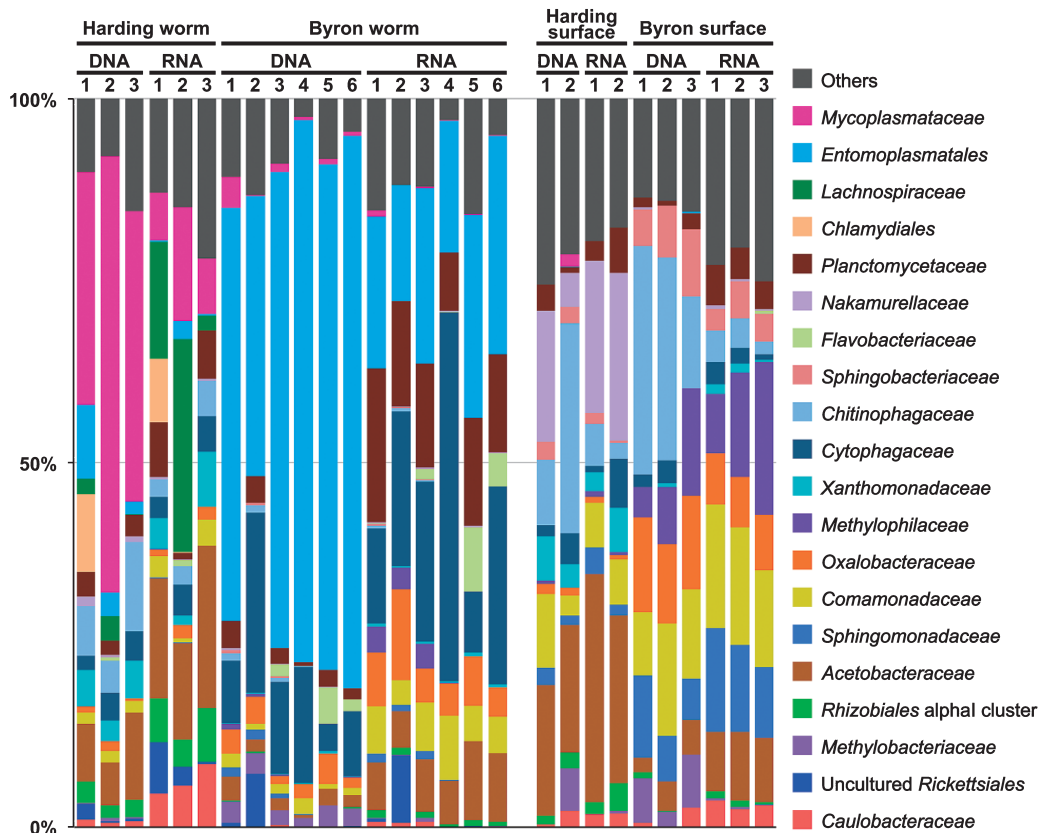 Harding worm
Byron worm
Harding
surface
Byron surface
DNA RNA DNA RNA DNA RNA DNA RNA
1 2 3 1 2 3 1 2 3 4 5 6 1 2 3 4 5 6 1 2 1 2 1 2 3 1 2 3
100%
50%
0%
Others
Mycoplasmataceae
Entomoplasmatales
Lachnospiraceae
Chlamydiales
Planctomycetaceae
Nakamurellaceae
Flavobacteriaceae
Sphingobacteriaceae
Chitinophagaceae
Cytophagaceae
Xanthomonadaceae
Methylophilaceae
Oxalobacteraceae
Comamonadaceae
Sphingomonadaceae
Acetobacteraceae
Rhizobiales alphaI cluster
Methylobacteriaceae
Uncultured Rickettsiales
Caulobacteraceae